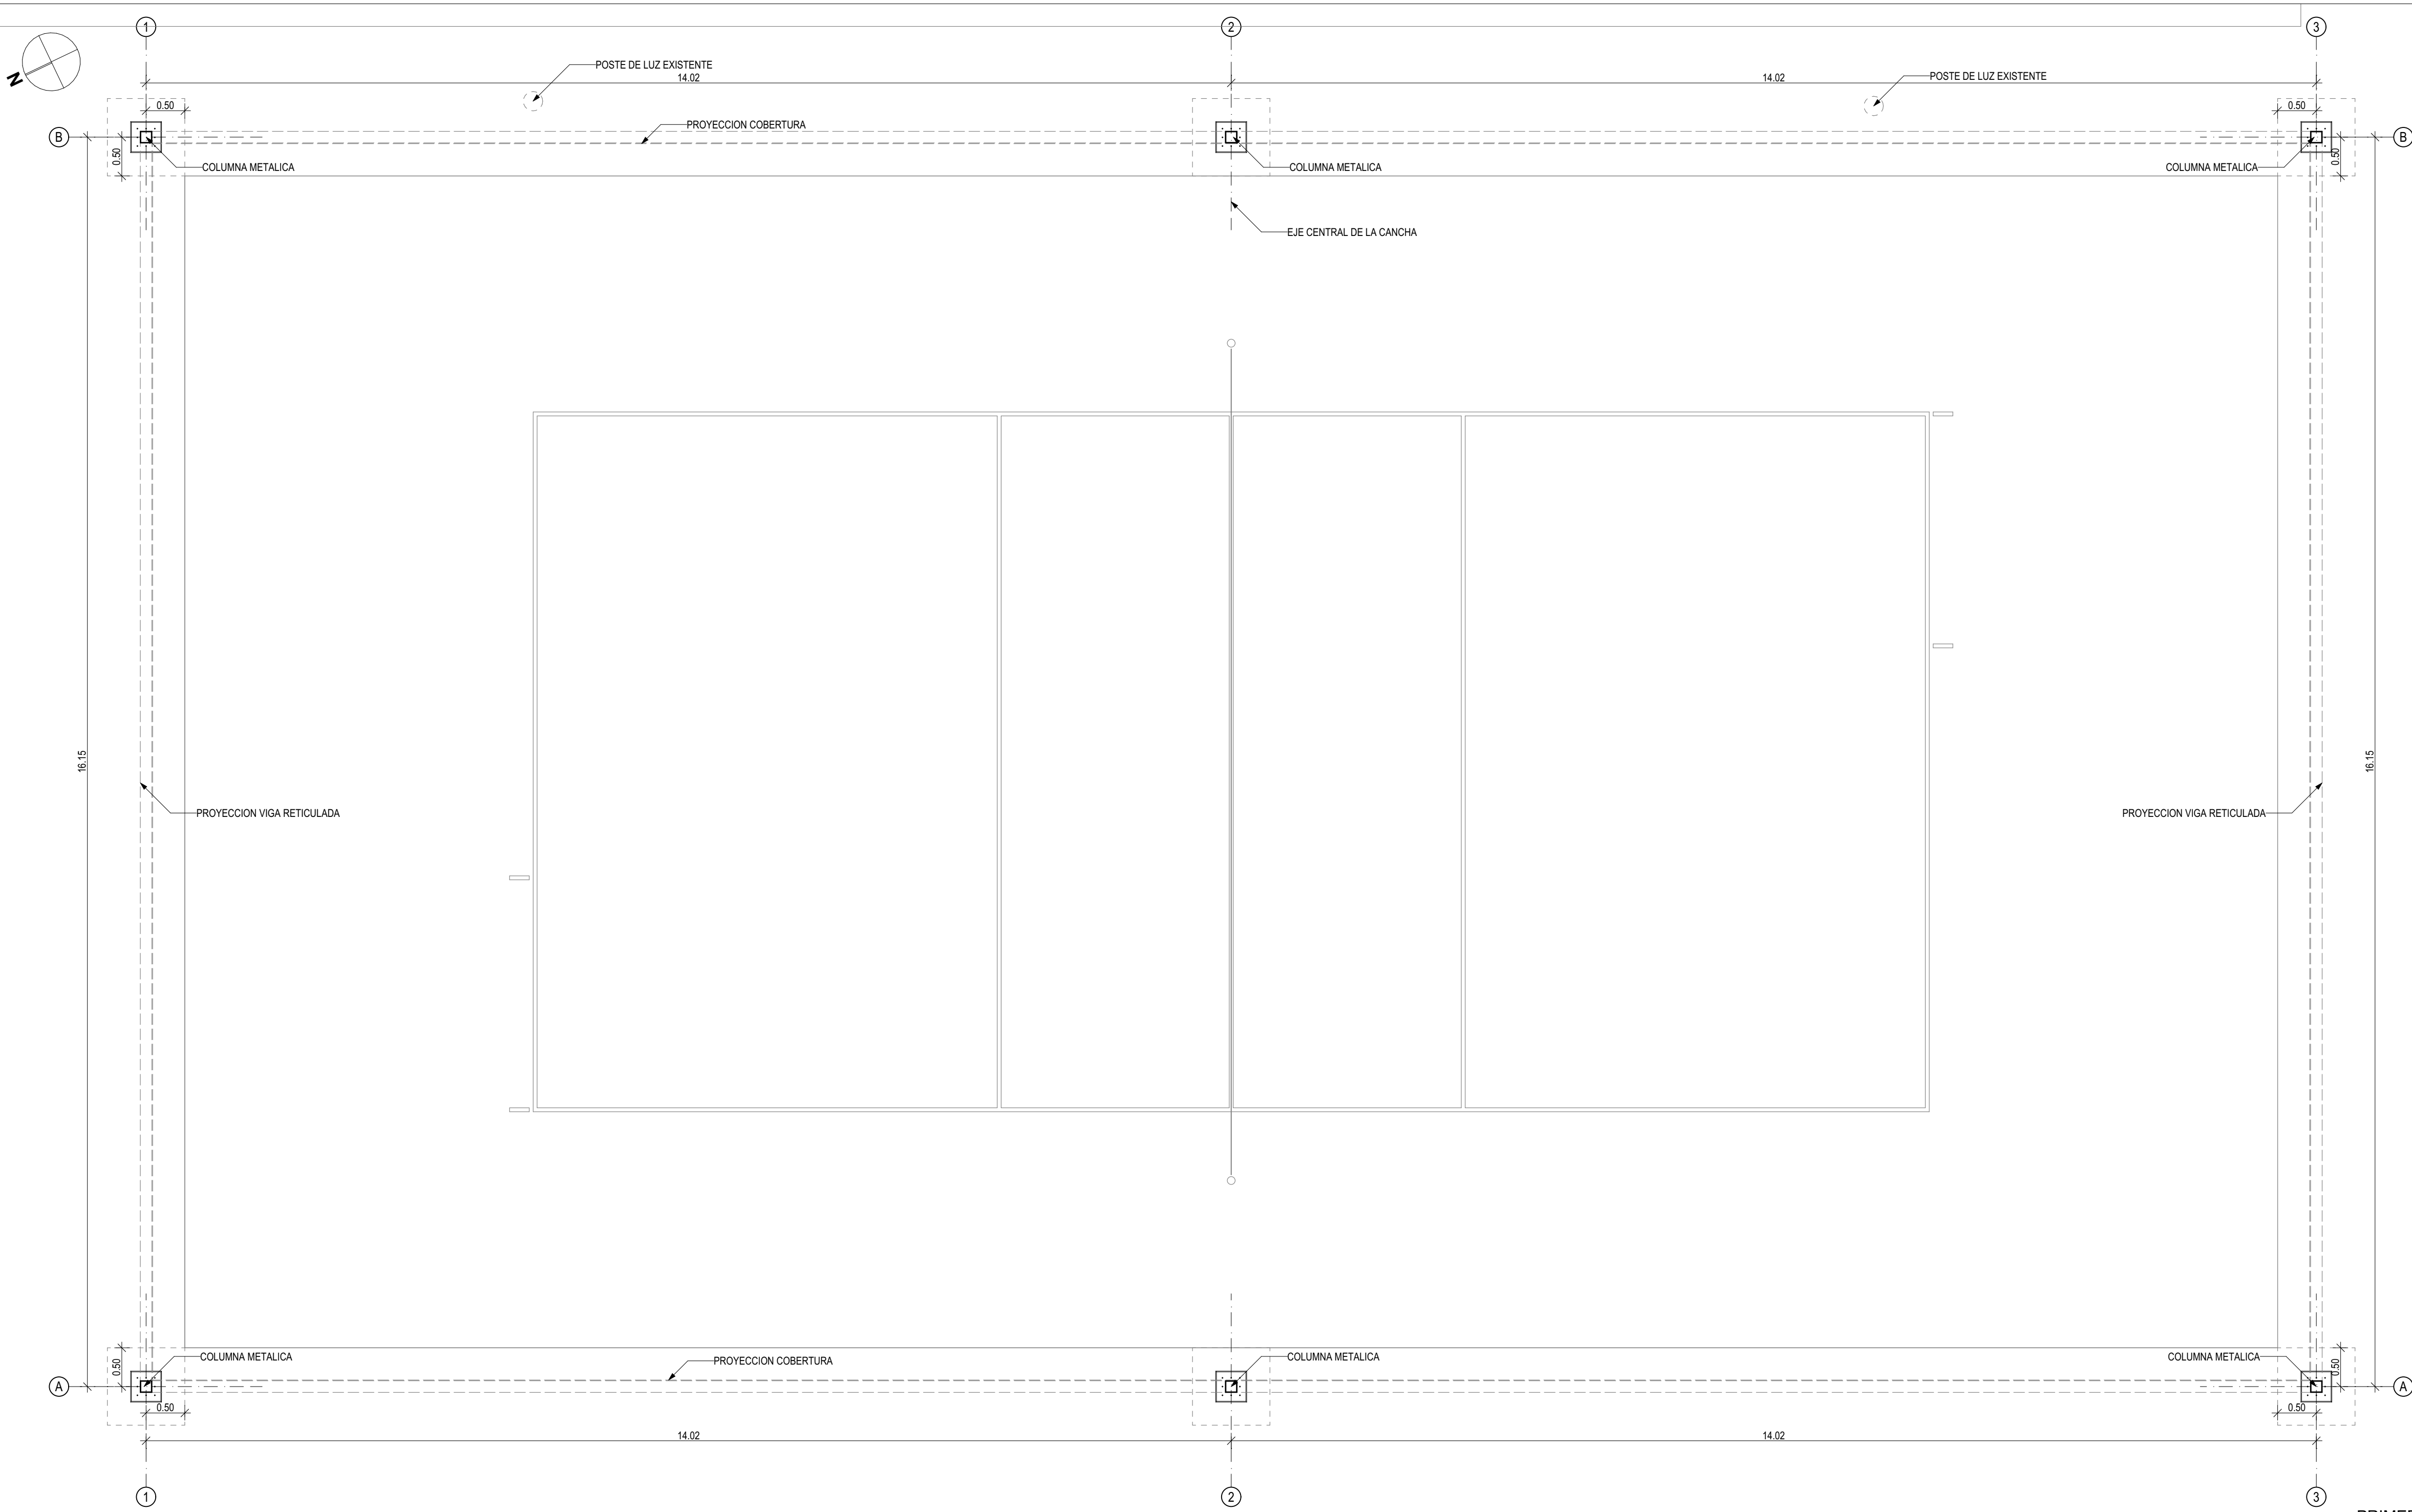 1
2
3
N
POSTE DE LUZ EXISTENTE
14.02
14.02
POSTE DE LUZ EXISTENTE
0.50
0.50
B
PROYECCION COBERTURA
B
0.50
0.50
COLUMNA METALICA
COLUMNA METALICA
COLUMNA METALICA
EJE CENTRAL DE LA CANCHA
16.15
16.15
PROYECCION VIGA RETICULADA
PROYECCION VIGA RETICULADA
COLUMNA METALICA
PROYECCION COBERTURA
COLUMNA METALICA
COLUMNA METALICA
0.50
0.50
A
A
0.50
0.50
14.02
14.02
1
2
3